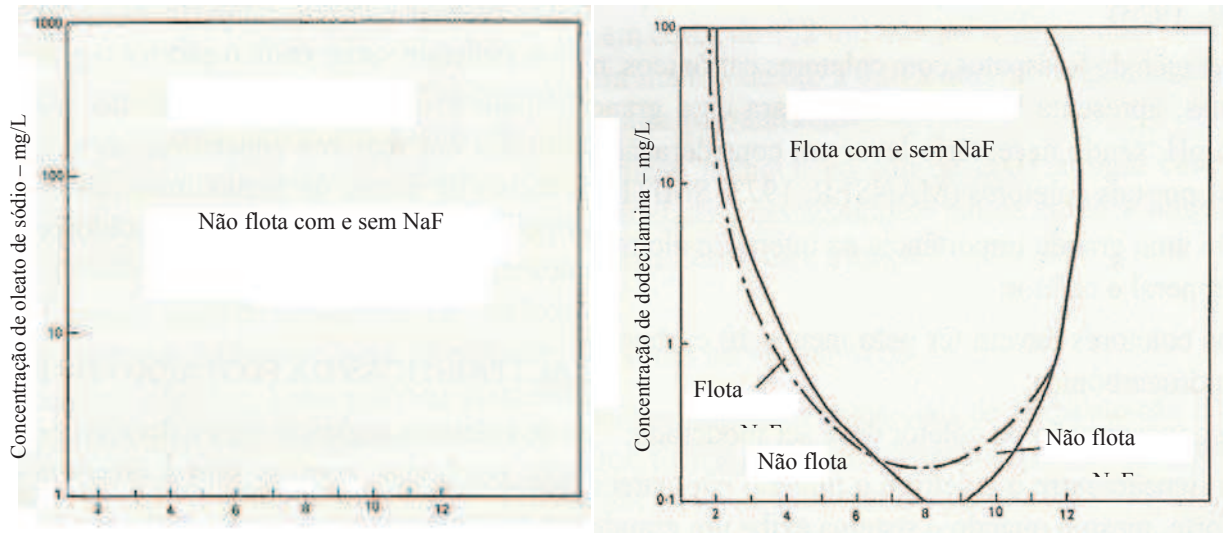 Concentração de oleato de sódio – mg/L
1000
100
10
1
Não flota com e sem NaF
2
4
6
8
10
12
Concentração de dodecilamina – mg/L
100
10
1
0·1
Flota com e sem NaF
Flota
Não flota
Não flota
2
4
6
8
10
12